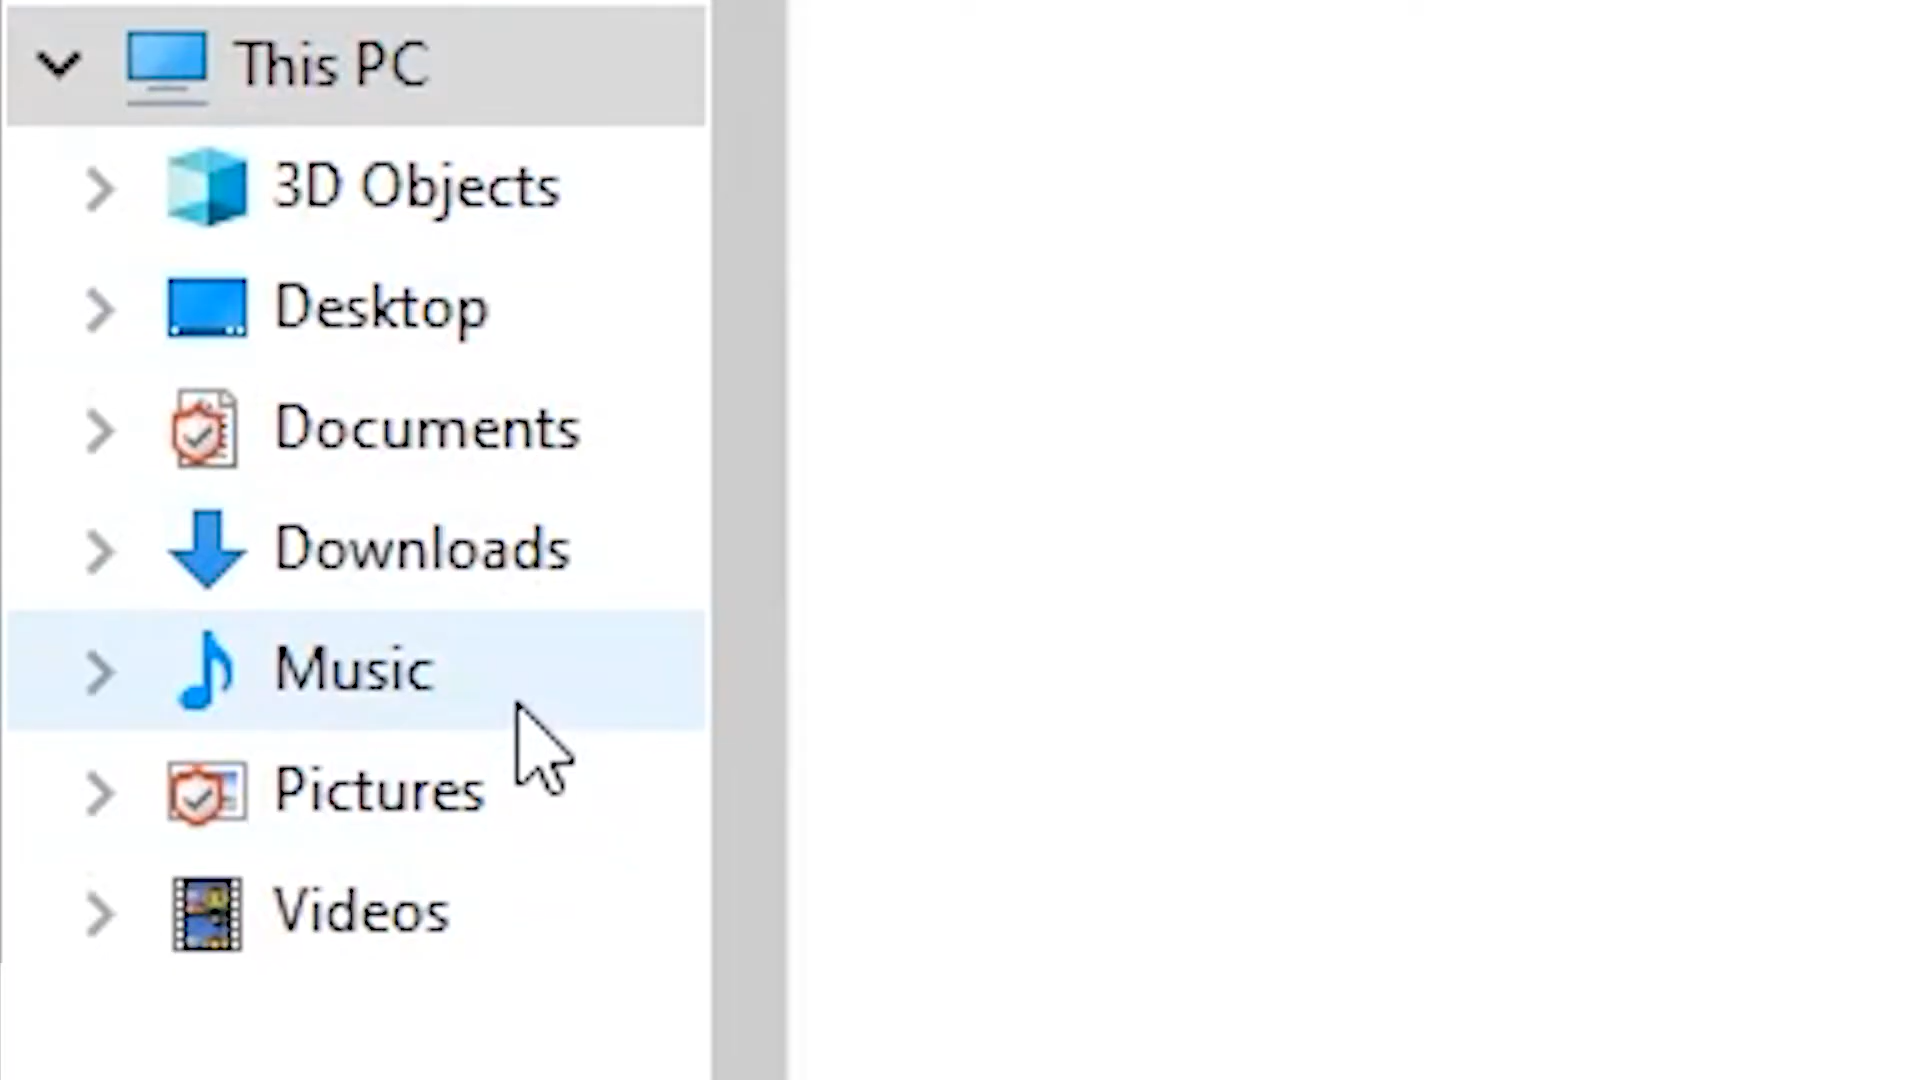 This PC
3D Objects
Desktop
Documents
Downloads
Music
Pictures
Videos